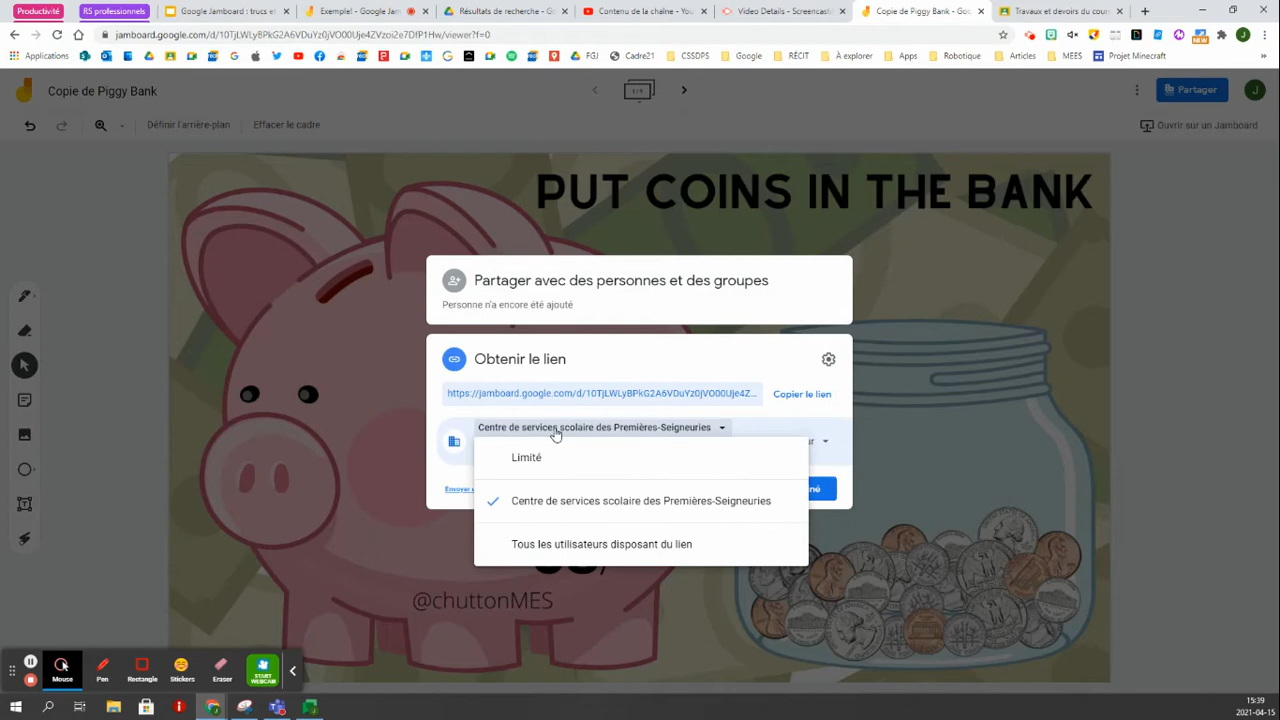 Productivité
RS professionnels
Google Jamboard : trucs et
Exemple! - Google Jam
Résultats de recherche - Go
Contenu de la chaîne - You
Video Details - Screencast
Copie de Piggy Bank - Goo
Travaux et devoirs du cours
jamboard.google.com/d/10TjLWLyBPkG2A6VDuYz0jVO00Uje4ZVzoi2e7DfP1Hw/viewer?f=0
Applications
FGJ
Cadre21
CSSDPS
Google
RÉCIT
À explorer
Apps
Robotique
Articles
MEES
Projet Minecraft
Copie de Piggy Bank
1/9
Partager
J
Définir l'arrière-plan
Effacer le cadre
Ouvrir sur un Jamboard
PUT COINS IN THE BANK
Partager avec des personnes et des groupes
Personne n'a encore été ajouté
Obtenir le lien
https://jamboard.google.com/d/10TjLWLyBPkG2A6VDuYz0jVO00Uje4Z...
Copier le lien
Centre de services scolaire des Premières-Seigneuries
Limité
Centre de services scolaire des Premières-Seigneuries
Tous les utilisateurs disposant du lien
@chuttonMES
Mouse
Pen
Rectangle
Stickers
Eraser
START WEBCAM
15:39
2021-04-15